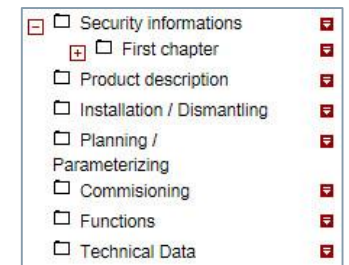 Security informations
First chapter
Product description
Installation / Dismantling
Planning /
Parameterizing
Commisioning
Functions
Technical Data